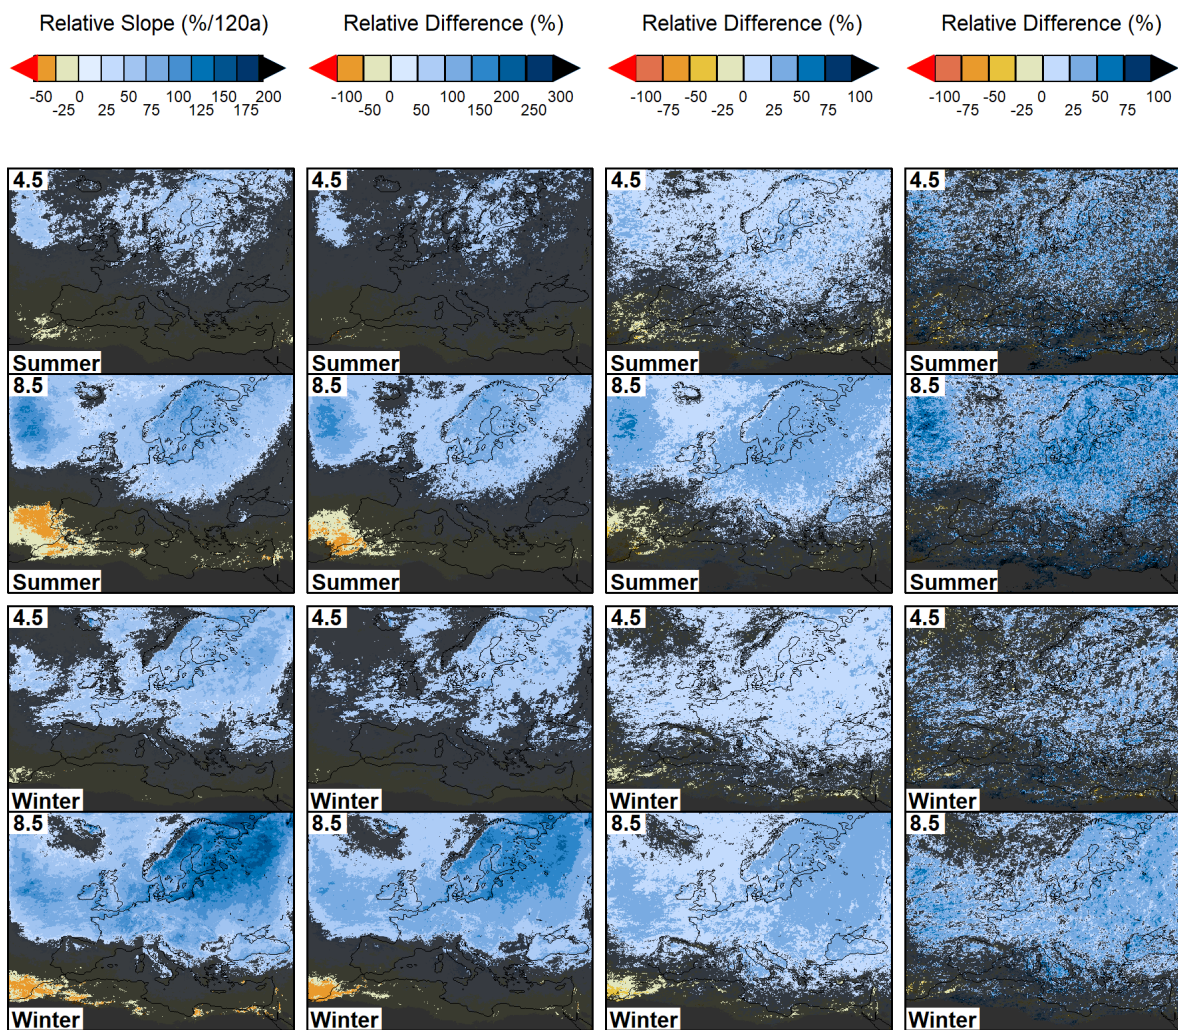 Relative Slope (%/120a) Relative Difference (%) Relative Difference (%) Relative Difference (%)
-50 0 50 100 150 200 -100 0 100 200 300 -100 -50 0 50 100 -100 -50 0 50 100
-25 25 75 125 175 -50 50 150 250 -75 -25 25 75 -75 -25 25 75
4.5 4.5 4.5 4.5
Summer Summer Summer Summer
8.5 8.5 8.5 8.5
Summer Summer Summer Summer
4.5 4.5 4.5 4.5
Winter Winter Winter Winter
8.5 8.5 8.5 8.5
Winter Winter Winter Winter